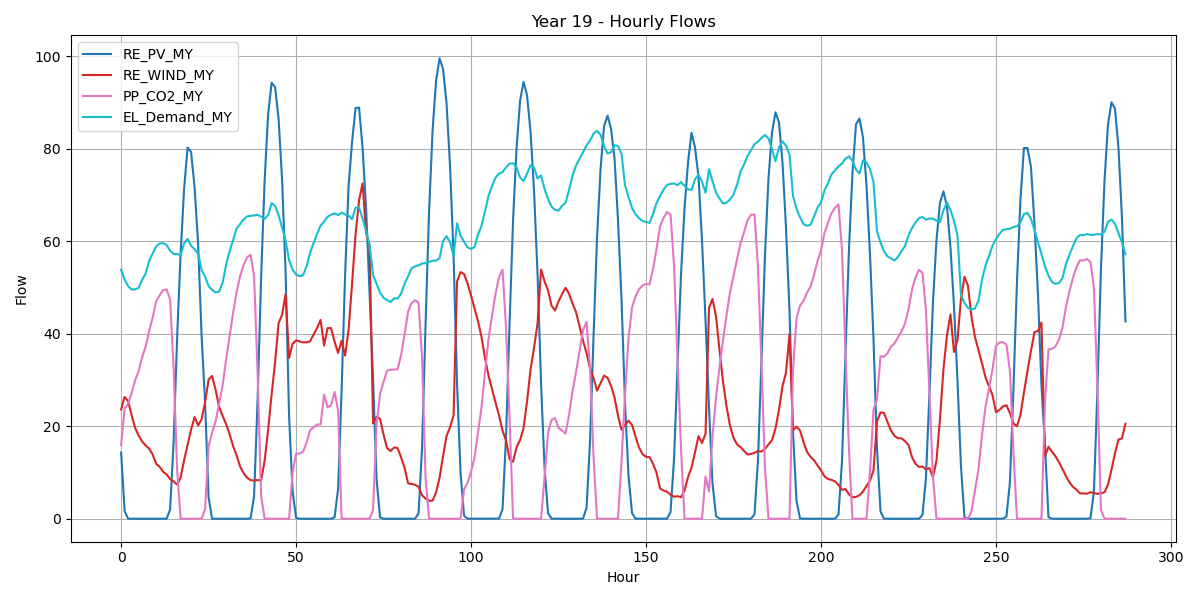 Year 19 - Hourly Flows
RE_PV_MY
RE_WIND_MY
PP_CO2_MY
EL_Demand_MY
100
80
60
40
20
0
Flow
0 50 100 150 200 250 300
Hour